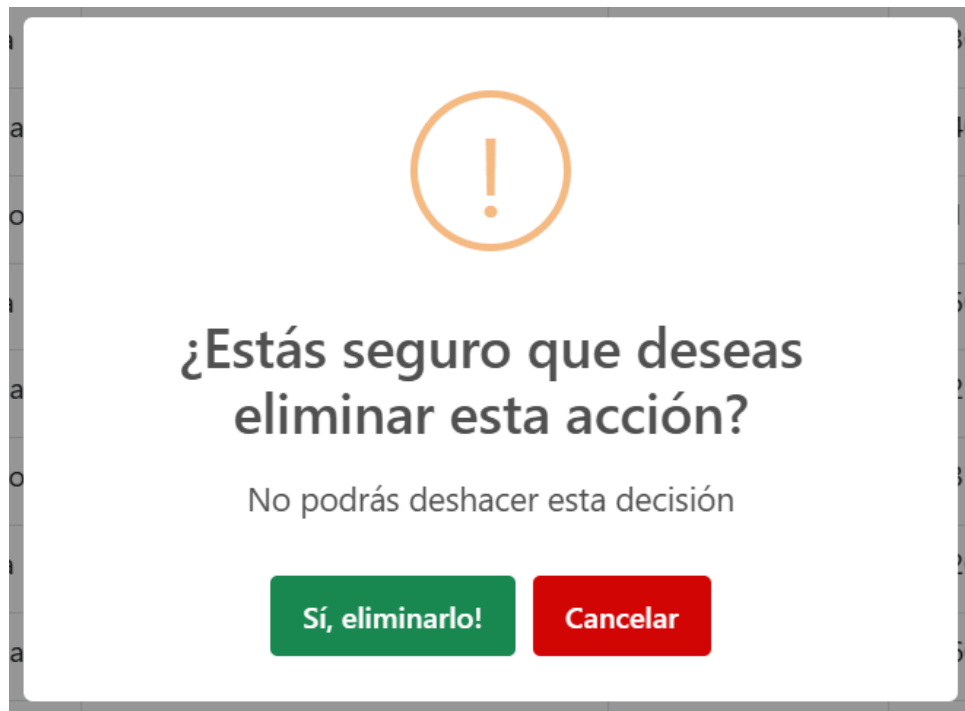 !
¿Estás seguro que deseas
eliminar esta acción?
No podrás deshacer esta decisión
Sí, eliminarlo!
Cancelar